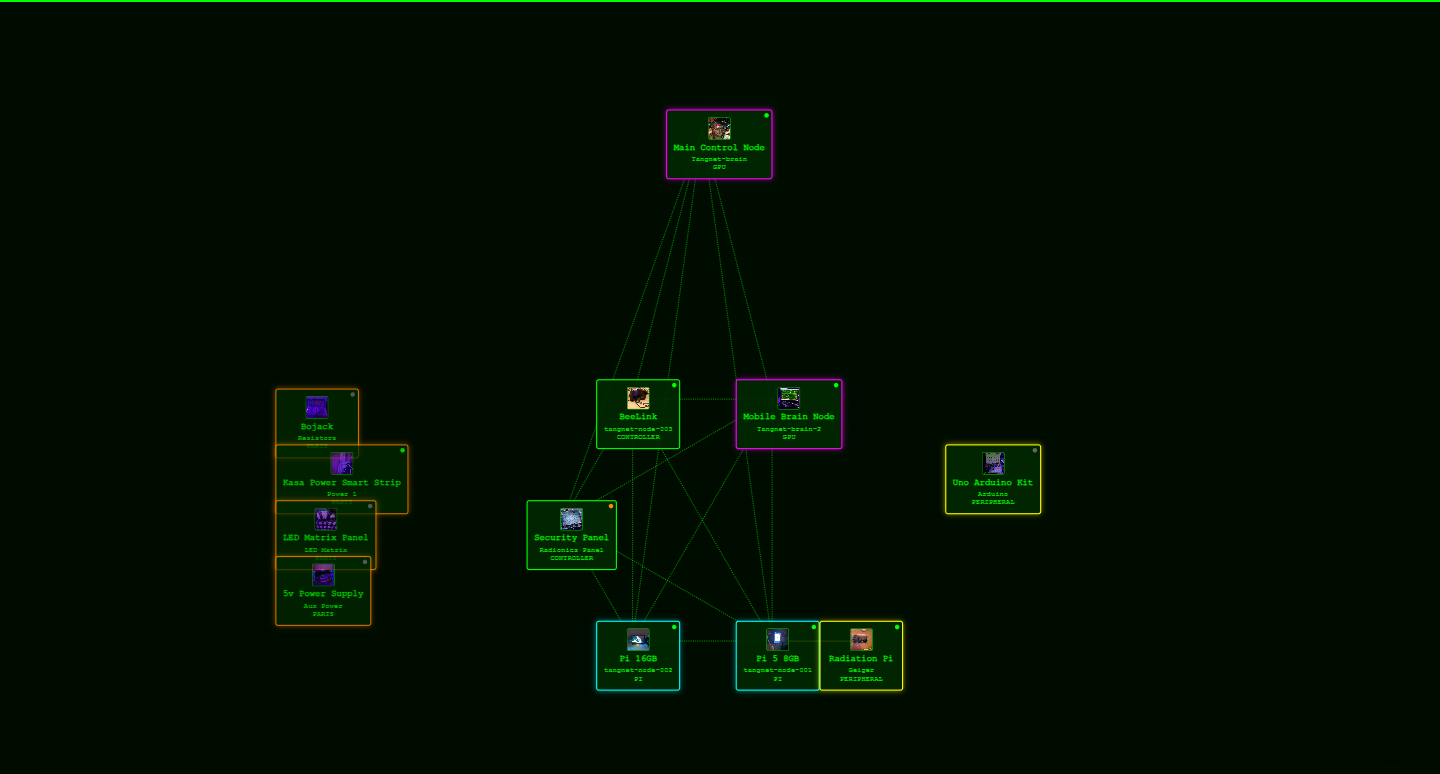 Main Control Node
Tangnet-brain
GPU
BeeLink
tangnet-node-003
CONTROLLER
Mobile Brain Node
Tangnet-brain-2
GPU
Bojack
Resistors
Kasa Power Smart Strip
Power 1
LED Matrix Panel
LED Matrix
5v Power Supply
Aux Power
PARTS
Uno Arduino Kit
Arduino
PERIPHERAL
Security Panel
Radionics Panel
CONTROLLER
Pi 16GB
tangnet-node-002
PI
Pi 5 8GB
tangnet-node-001
PI
Radiation Pi
Geiger
PERIPHERAL